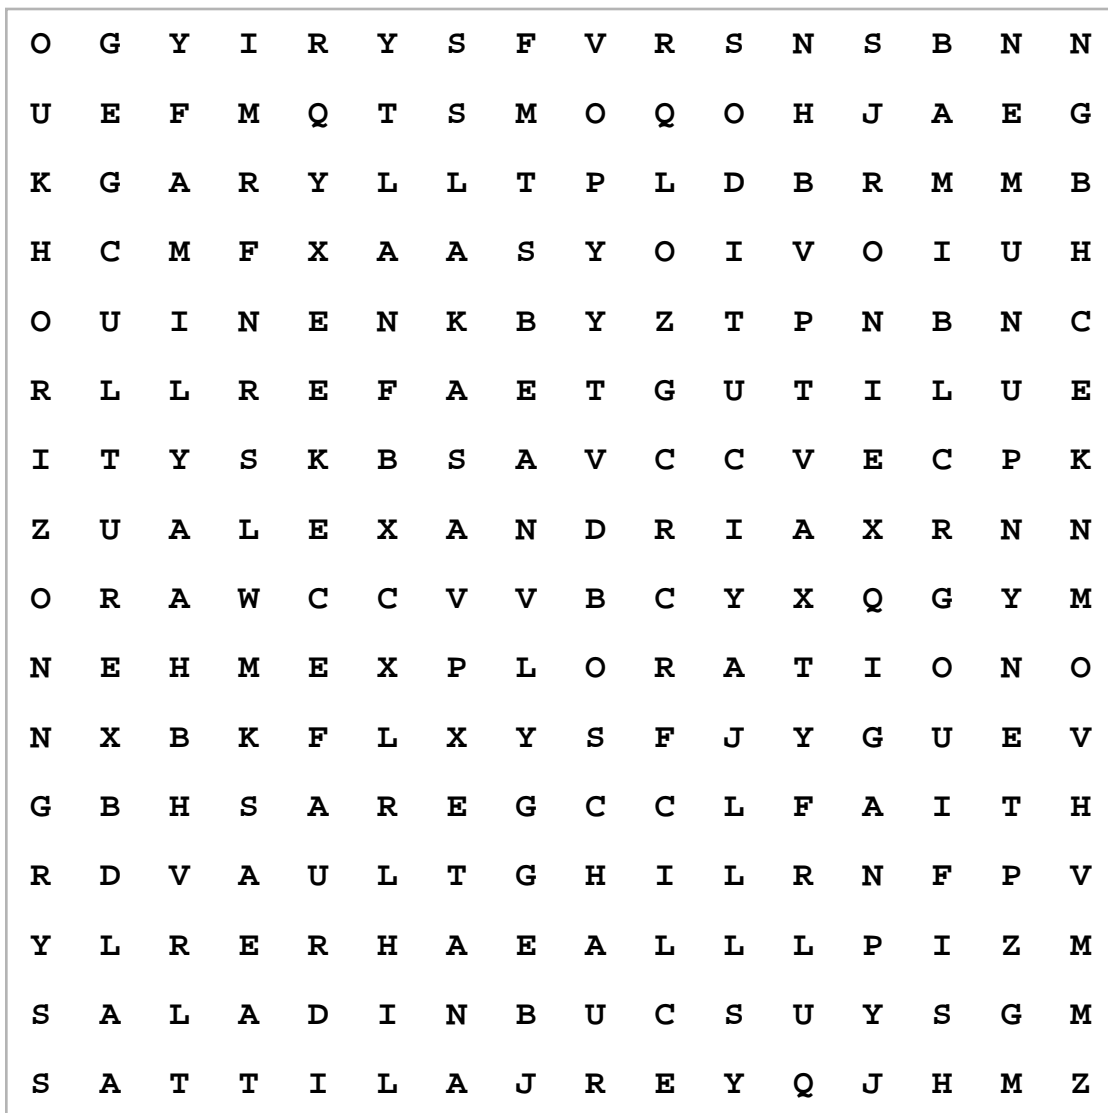 O G Y I R Y S F V R S N S B N N
U E F M Q T S M O Q O H J A E G
K G A R Y L L T P L D B R M M B
H C M F X A A S Y O I V O I U H
O U I N E N K B Y Z T P N B N C
R L L R E F A E T G U T I L U E
I T Y S K B S A V C C V E C P K
Z U A L E X A N D R I A X R N N
O R A W C C V V B C Y X Q G Y M
N E H M E X P L O R A T I O N O
N X B K F L X Y S F J Y G U E V
G B H S A R E G C C L F A I T H
R D V A U L T G H I L R N F P V
Y L R E R H A E A L L L P I Z M
S A L A D I N B U C S U Y S G M
S A T T I L A J R E Y Q J H M Z